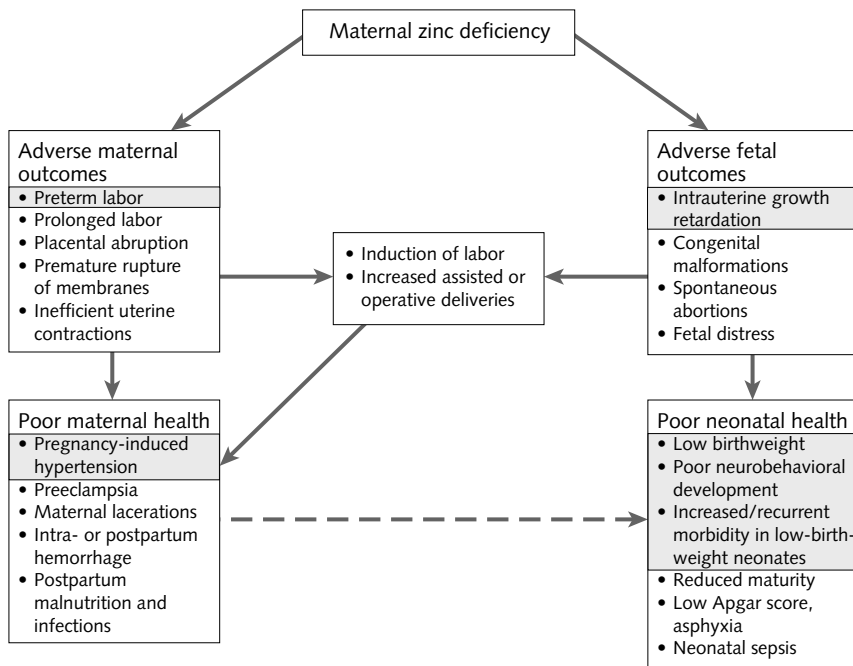 Maternal zinc deficiency
Adverse maternal
outcomes
• Preterm labor
• Prolonged labor
• Placental abruption
• Premature rupture
of membranes
• Inefficient uterine
contractions
• Induction of labor
• Increased assisted or
operative deliveries
Adverse fetal
outcomes
• Intrauterine growth
retardation
• Congenital
malformations
• Spontaneous
abortions
• Fetal distress
Poor maternal health
• Pregnancy-induced
hypertension
• Preeclampsia
• Maternal lacerations
• Intra- or postpartum
hemorrhage
• Postpartum
malnutrition and
infections
Poor neonatal health
• Low birthweight
• Poor neurobehavioral
development
• Increased/recurrent
morbidity in low-birth-
weight neonates
• Reduced maturity
• Low Apgar score,
asphyxia
• Neonatal sepsis